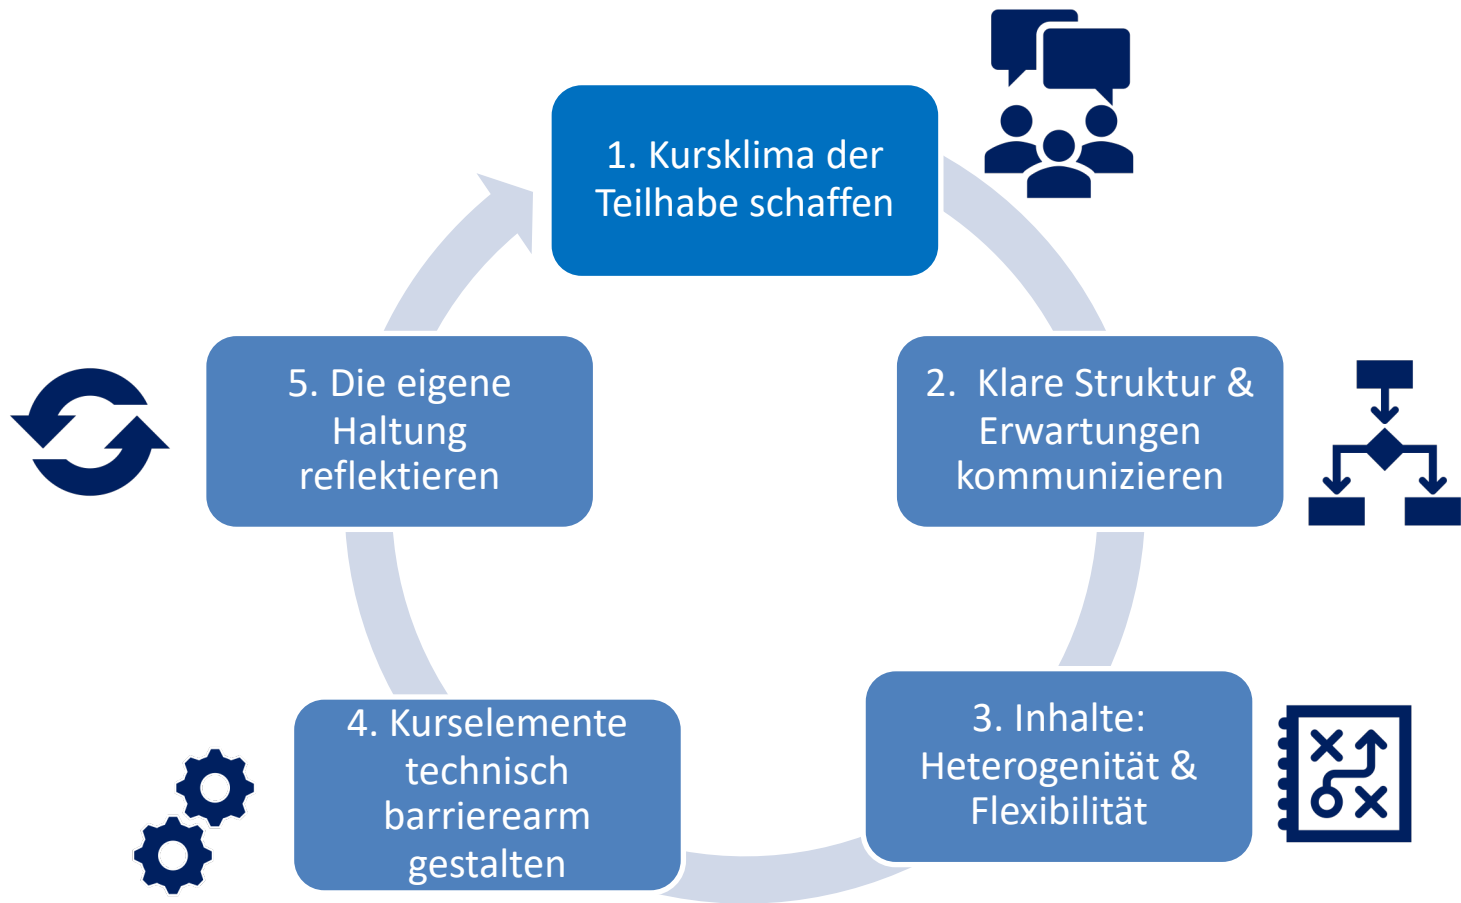 1. Kursklima der
Teilhabe schaffen
2. Klare Struktur &
Erwartungen
kommunizieren
3. Inhalte:
Heterogenität &
Flexibilität
4. Kurselemente
technisch
barrierearm
gestalten
5. Die eigene
Haltung
reflektieren